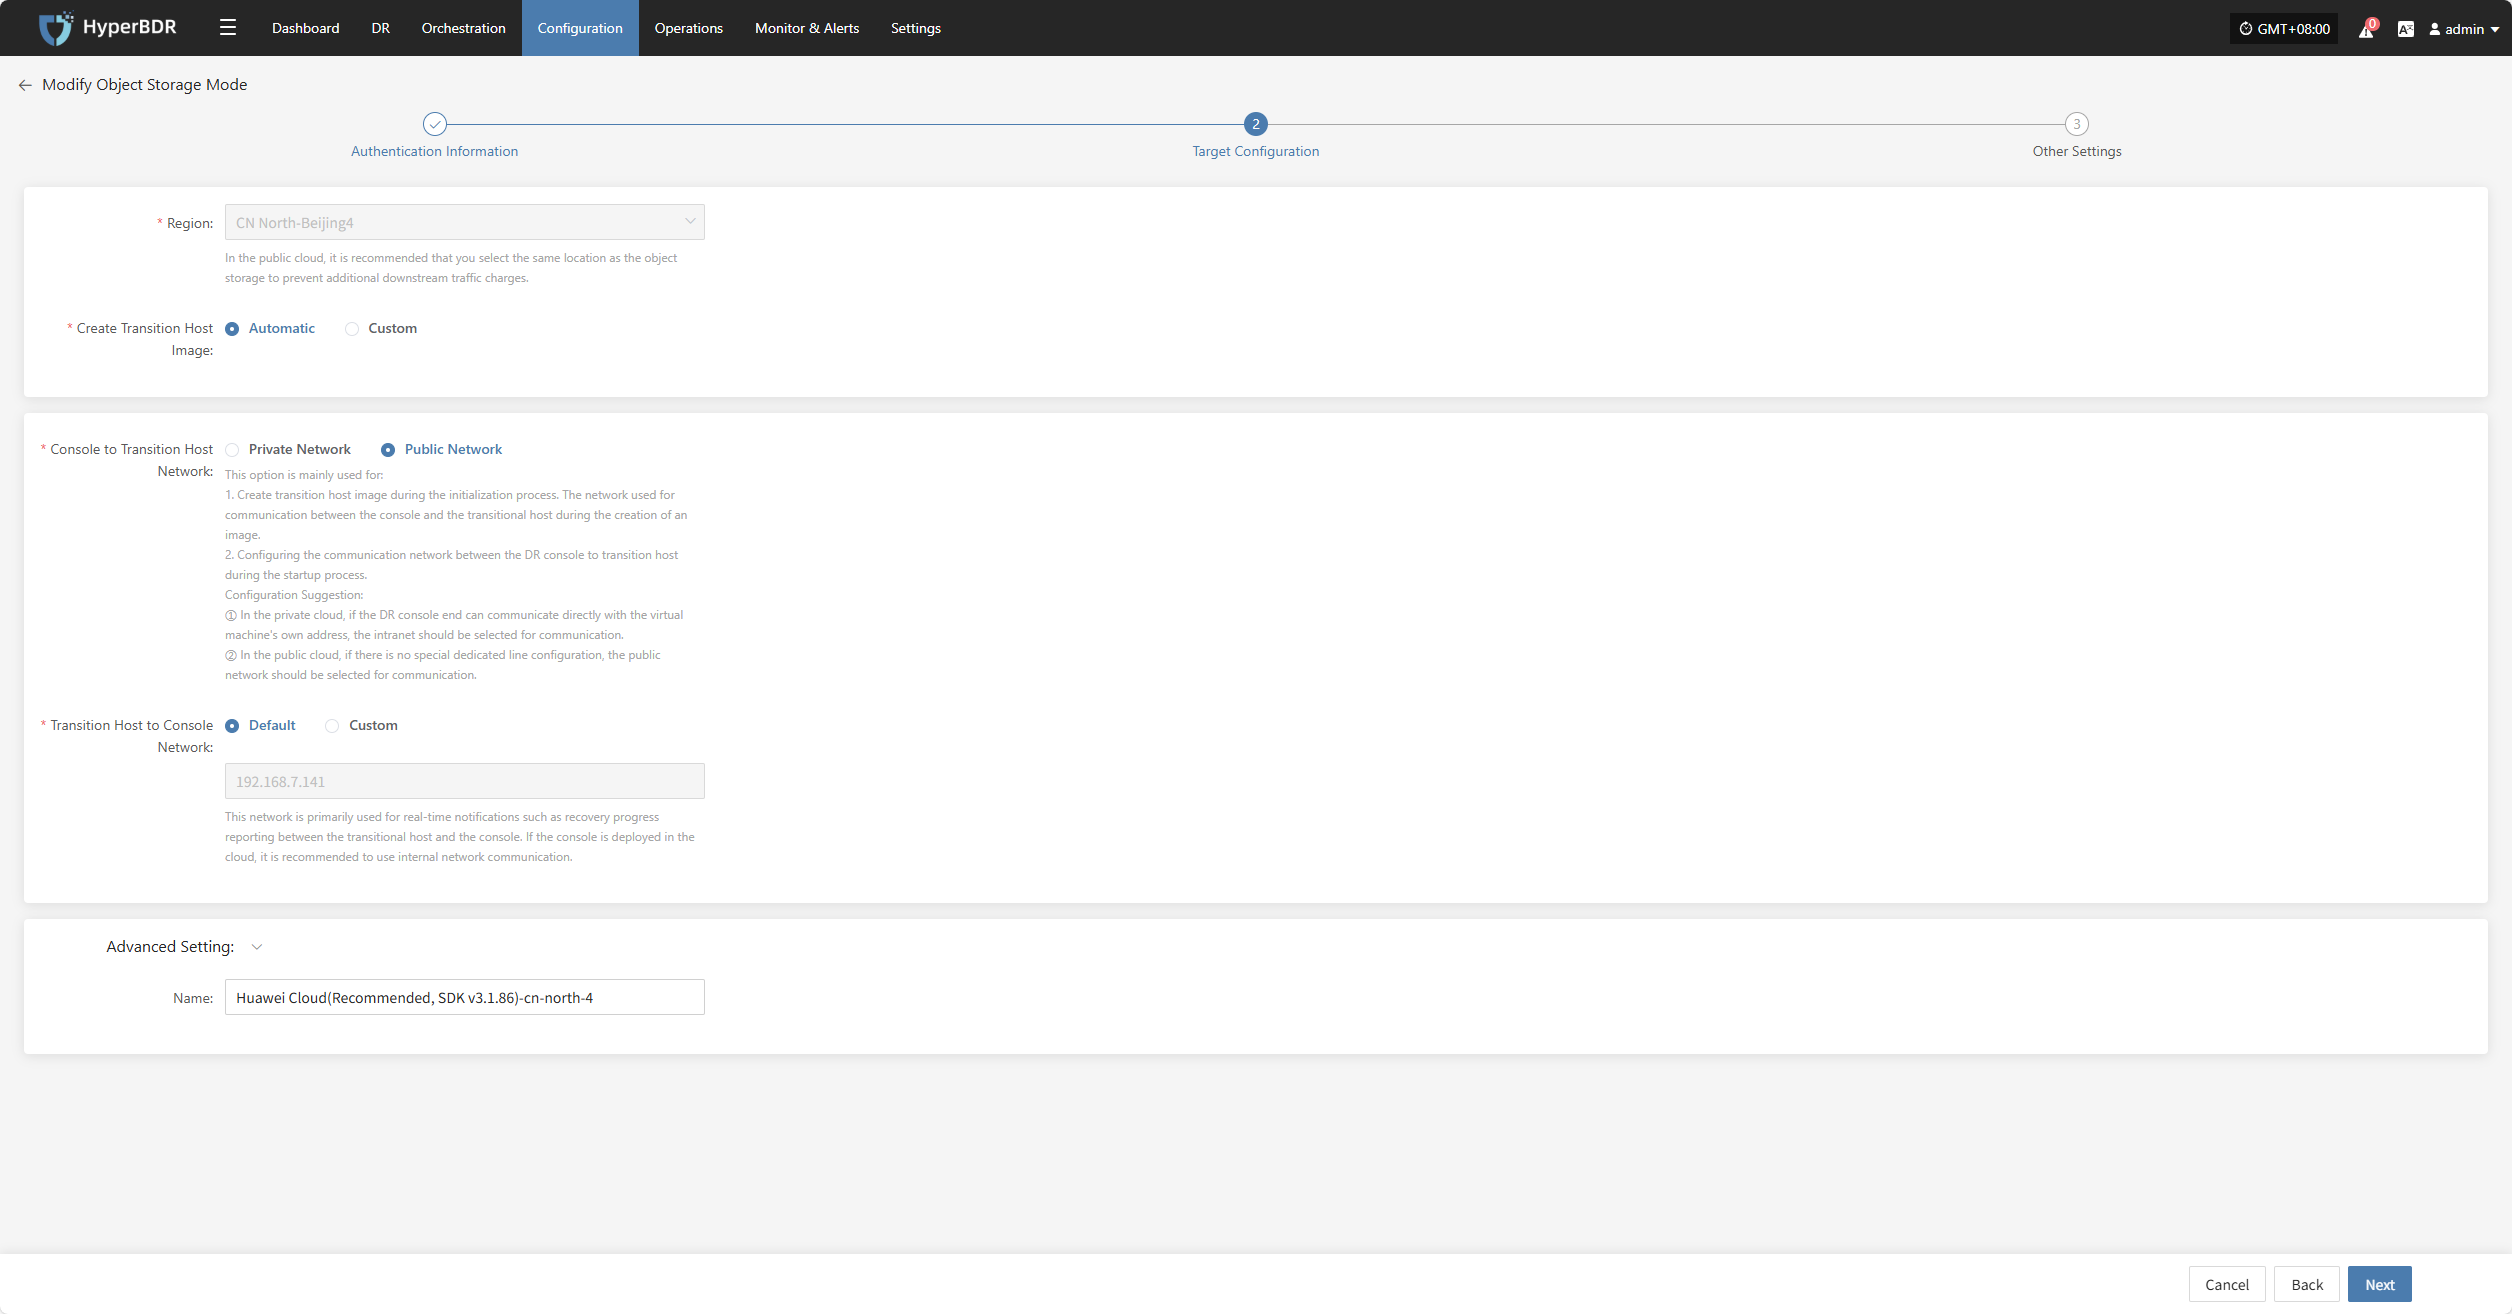 HyperBDR
Dashboard
DR
Orchestration
Configuration
Operations
Monitor & Alerts
Settings
GMT+08:00
0
admin
Modify Object Storage Mode
2
3
Authentication Information
Target Configuration
Other Settings
* Region:
CN North-Beijing4
In the public cloud, it is recommended that you select the same location as the object
storage to prevent additional downstream traffic charges.
* Create Transition Host
Image:
Automatic
Custom
* Console to Transition Host
Network:
Private Network
Public Network
This option is mainly used for:
1. Create transition host image during the initialization process. The network used for
communication between the console and the transitional host during the creation of an
image.
2. Configuring the communication network between the DR console to transition host
during the startup process.
Configuration Suggestion:
① In the private cloud, if the DR console end can communicate directly with the virtual
machine's own address, the intranet should be selected for communication.
② In the public cloud, if there is no special dedicated line configuration, the public
network should be selected for communication.
* Transition Host to Console
Network:
Default
Custom
192.168.7.141
This network is primarily used for real-time notifications such as recovery progress
reporting between the transitional host and the console. If the console is deployed in the
cloud, it is recommended to use internal network communication.
Advanced Setting:
Name:
Huawei Cloud(Recommended, SDK v3.1.86)-cn-north-4
Cancel
Back
Next